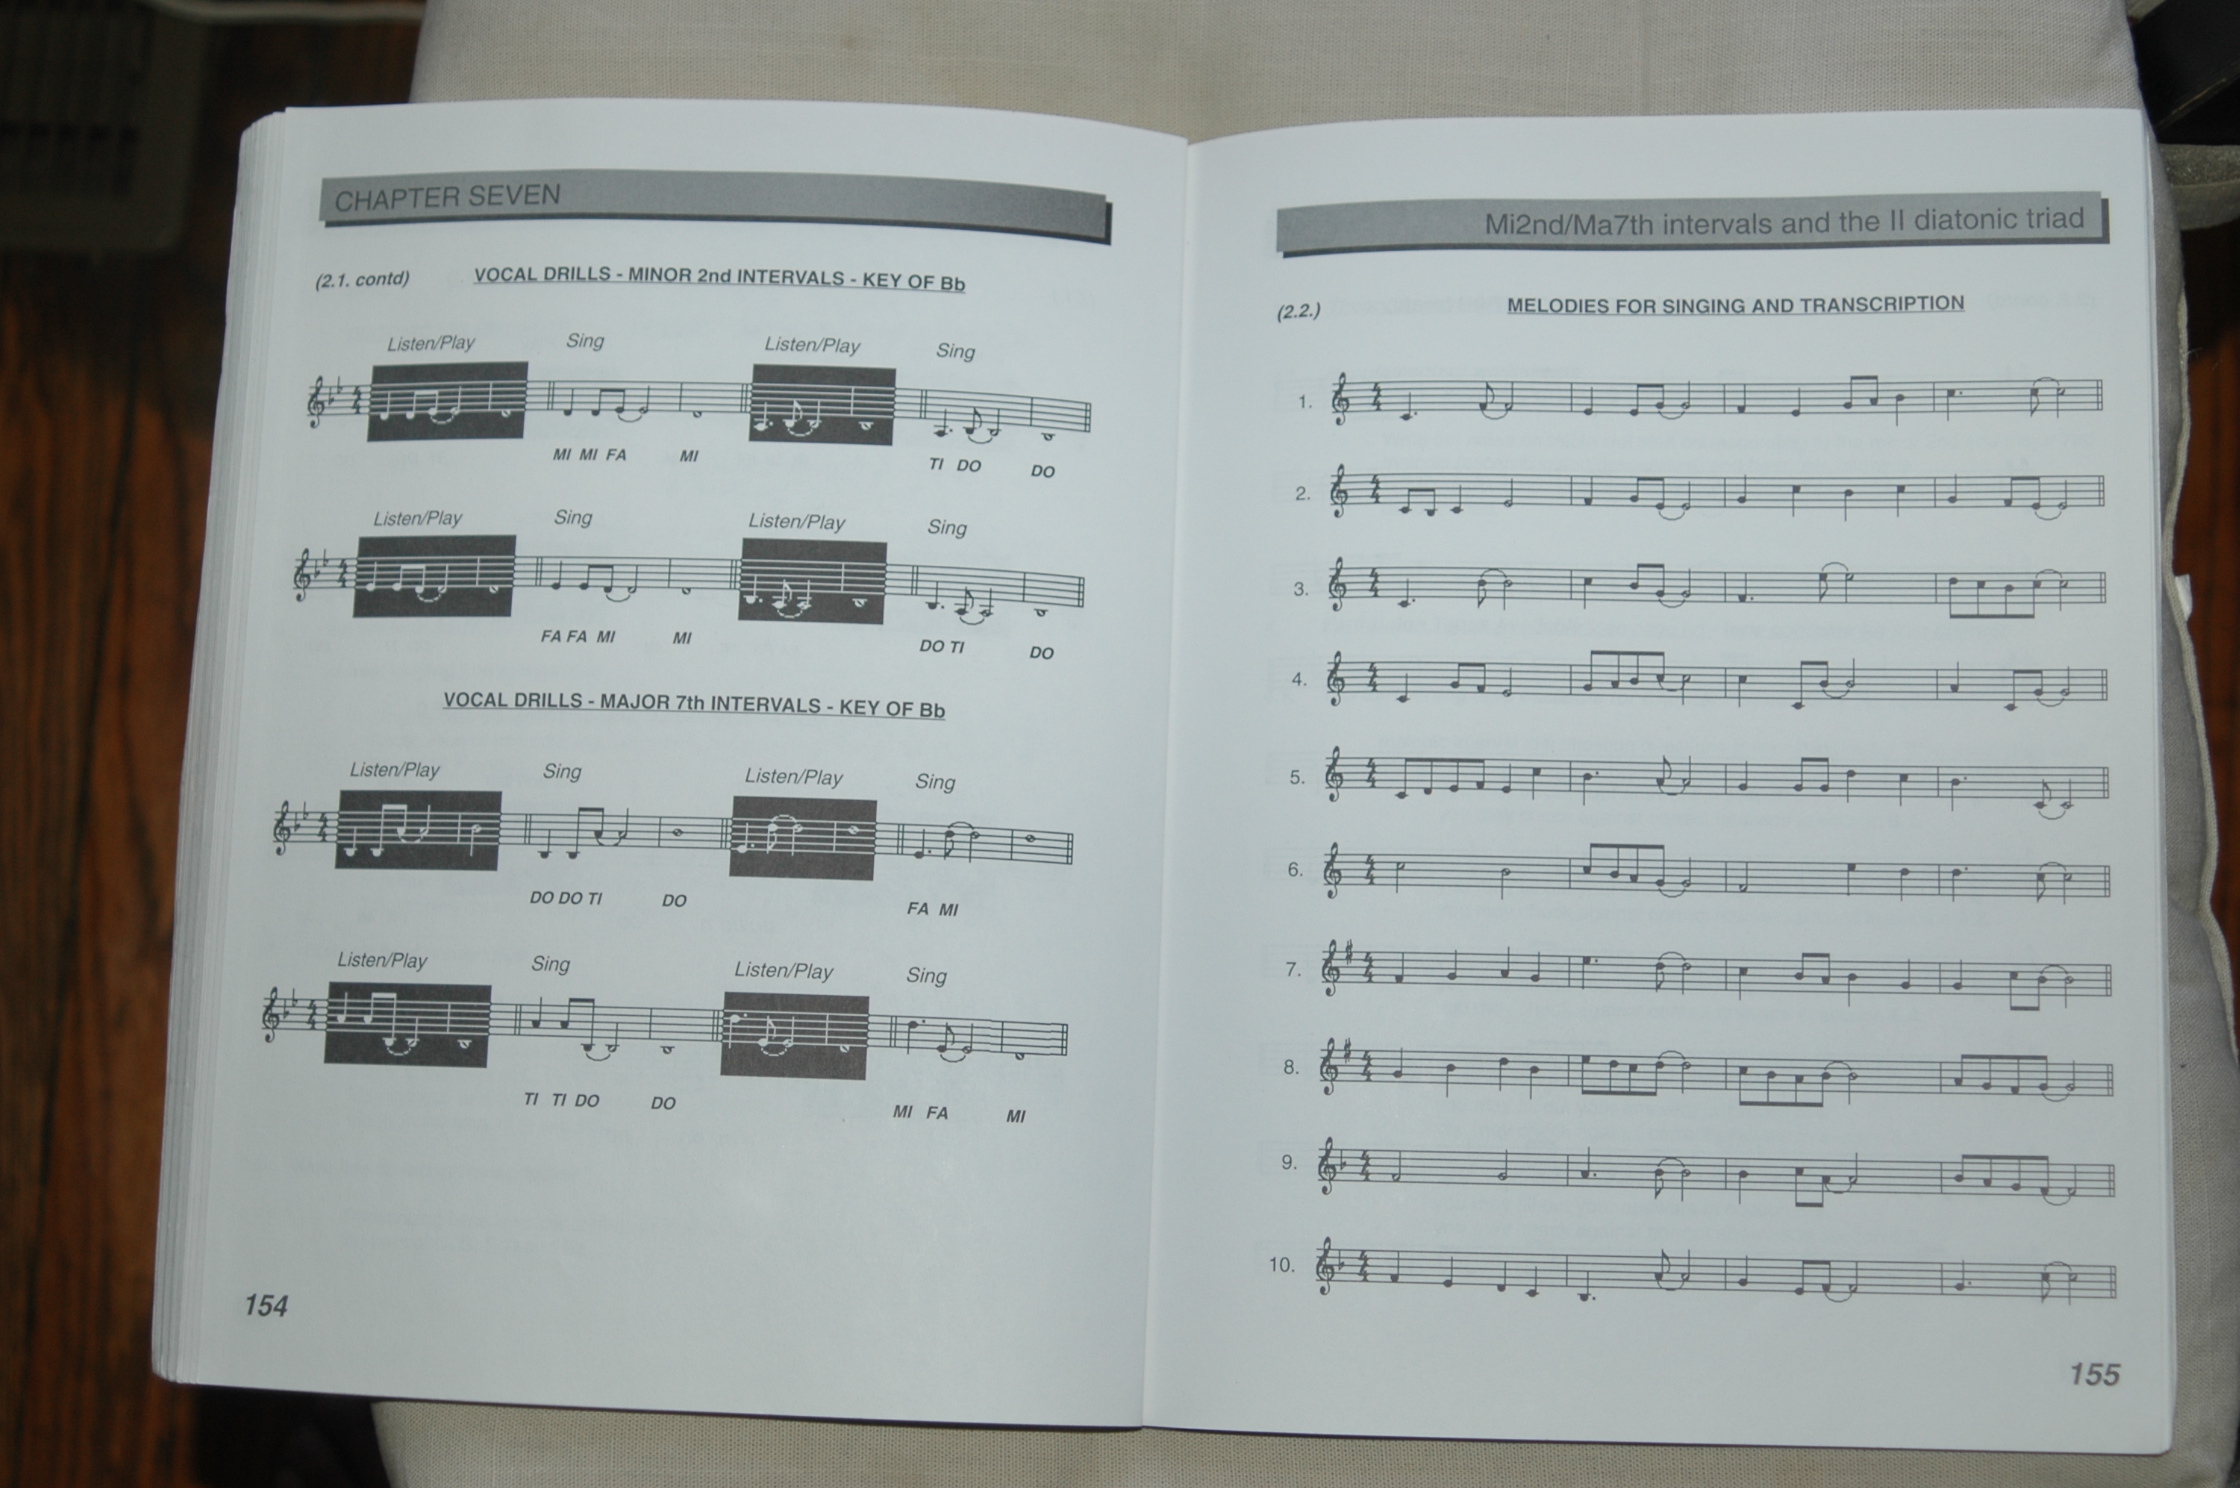 CHAPTER SEVEN
(2.1. contd) VOCAL DRILLS - MINOR 2nd INTERVALS - KEY OF Bb
Listen/Play Sing Listen/Play Sing
MI MI FA MI TI DO DO
Listen/Play Sing Listen/Play Sing
FA FA MI MI DO TI DO
VOCAL DRILLS - MAJOR 7th INTERVALS - KEY OF Bb
Listen/Play Sing Listen/Play Sing
DO DO TI DO FA MI
Listen/Play Sing Listen/Play Sing
TI TI DO DO MI FA MI
154
Mi2nd/Ma7th intervals and the II diatonic triad
(2.2.) MELODIES FOR SINGING AND TRANSCRIPTION
1.
2.
3.
4.
5.
6.
7.
8.
9.
10.
155